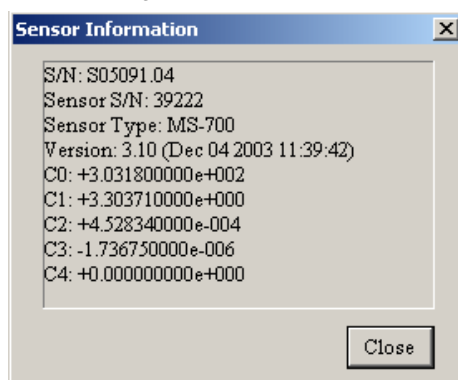 Sensor Information
S/N: S05091.04
Sensor S/N: 39222
Sensor Type: MS-700
Version: 3.10 (Dec 04 2003 11:39:42)
C0: +3.031800000e+002
C1: +3.303710000e+000
C2: +4.528340000e-004
C3: -1.736750000e-006
C4: +0.000000000e+000
Close